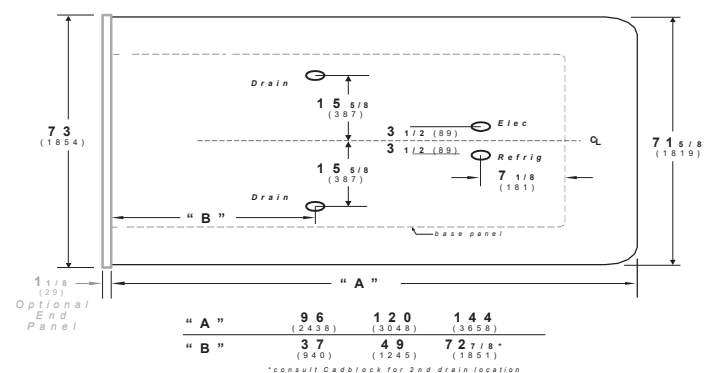 Drain
15 5/8
(387)
73
(1854)
3 1/2 (89)
Elec
℄
3 1/2 (89)
Refrig
71 5/8
(1819)
15 5/8
(387)
7 1/8
(181)
Drain
“B”
base panel
1 1/8
(29)
Optional
End
Panel
“A”
“A” 96 120 144
(2438) (3048) (3658)
“B” 37 49 72 7/8*
(940) (1245) (1851)
*consult Cadblock for 2nd drain location